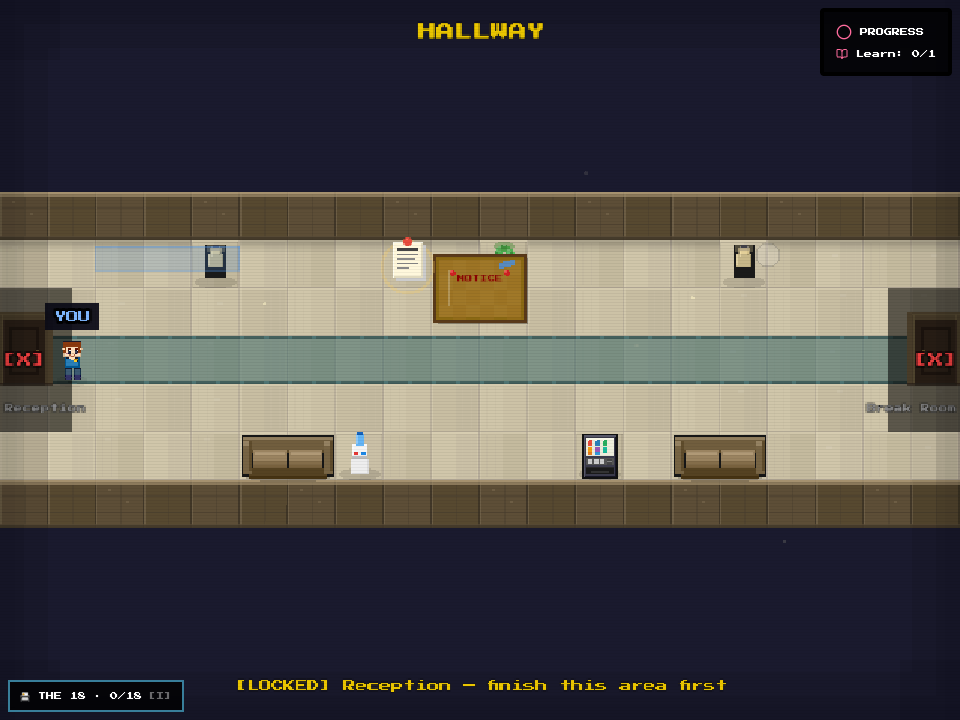 HALLWAY
PROGRESS
Learn: 0/1
NOTICE
YOU
[X]
[X]
Reception
Break Room
[LOCKED] Reception — finish this area first
THE 18 · 0/18 [I]